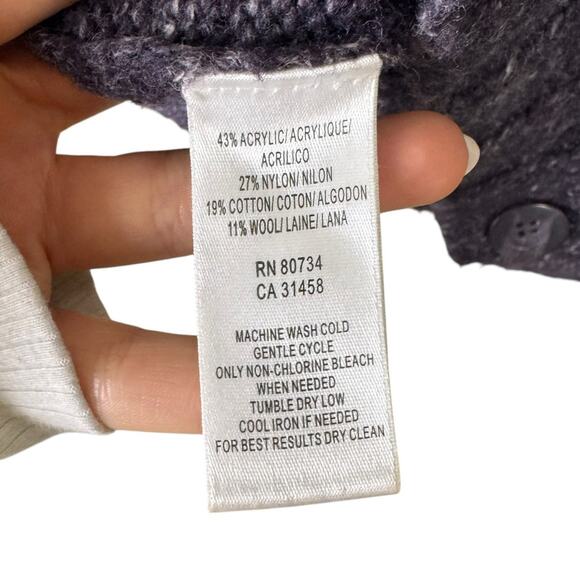 43% ACRYLIC/ ACRYLIQUE/
ACRILICO
27% NYLON/ NILON
19% COTTON/ COTON/ ALGODON
11% WOOL/ LAINE/ LANA
RN 80734
CA 31458
MACHINE WASH COLD
GENTLE CYCLE
ONLY NON-CHLORINE BLEACH
WHEN NEEDED
TUMBLE DRY LOW
COOL IRON IF NEEDED
FOR BEST RESULTS DRY CLEAN